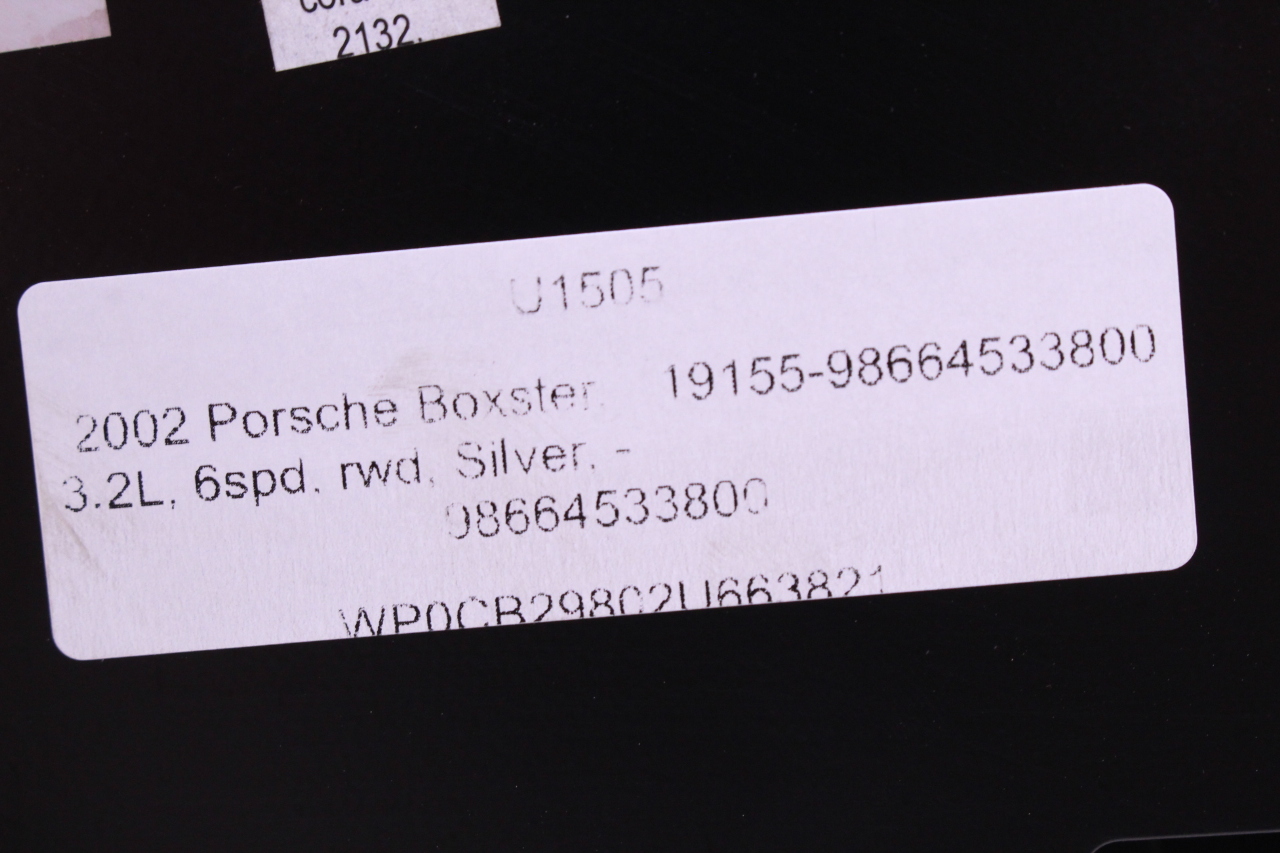 2132.
U1505
2002 Porsche Boxster, 19155-98664533800
3.2L, 6spd, rwd, Silver, -
98664533800
WP0CB29802U663821